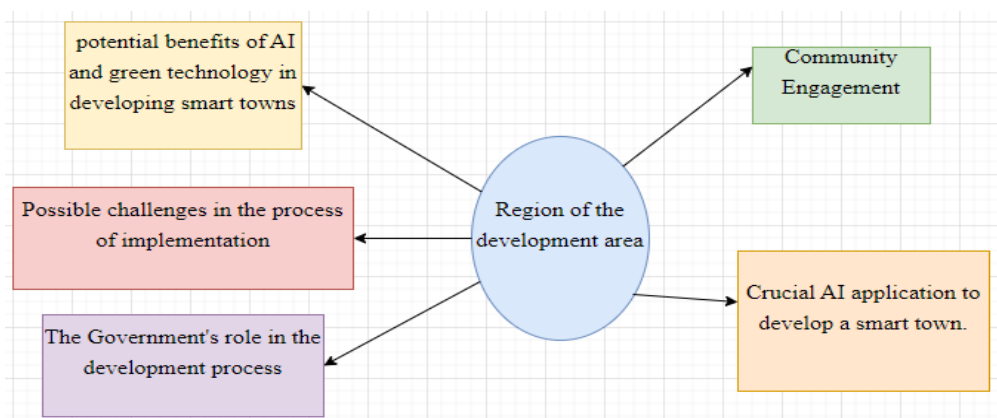 potential benefits of AI
and green technology in
developing smart towns
Community
Engagement
Possible challenges in the process
of implementation
Region of the
development area
Crucial AI application to
develop a smart town.
The Government's role in the
development process